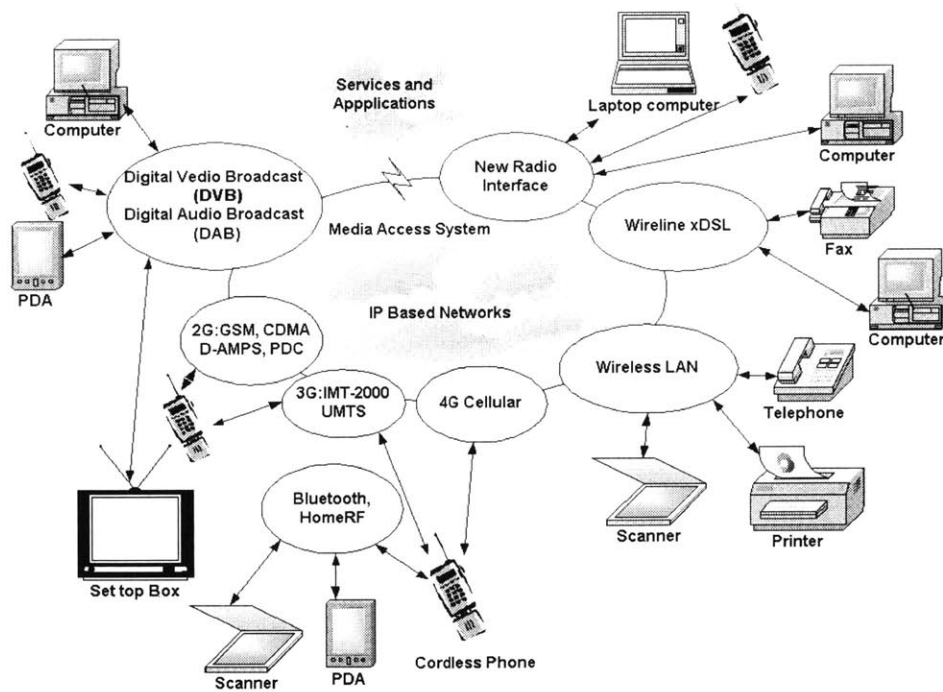 Services and
Appplications
Laptop computer
Computer
Computer
Digital Vedio Broadcast
(DVB)
Digital Audio Broadcast
(DAB)
New Radio
Interface
Media Access System
Wireline xDSL
Fax
PDA
IP Based Networks
2G:GSM, CDMA
D-AMPS, PDC
Computer
Wireless LAN
3G:IMT-2000
UMTS
4G Cellular
Telephone
Bluetooth,
HomeRF
Scanner
Printer
Set top Box
Cordless Phone
Scanner
PDA